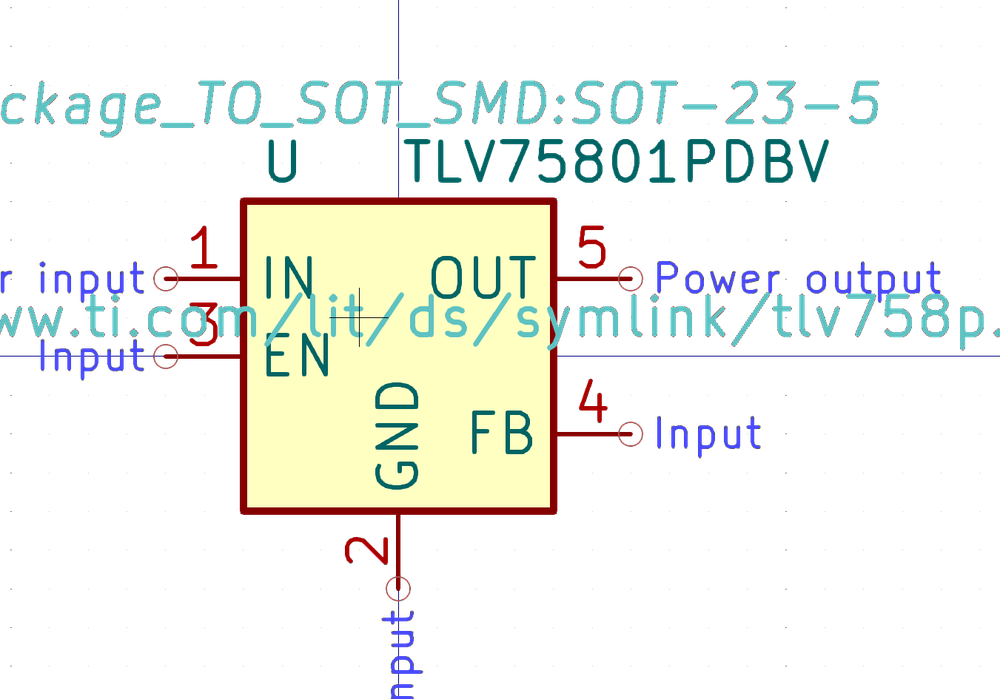 ckage_TO_SOT_SMD:SOT-23-5
U TLV75801PDBV
1 5
r input IN OUT Power output
ww.ti.com/lit/ds/symlink/tlv758p.
3
Input EN
4
FB Input
GND
2
nput